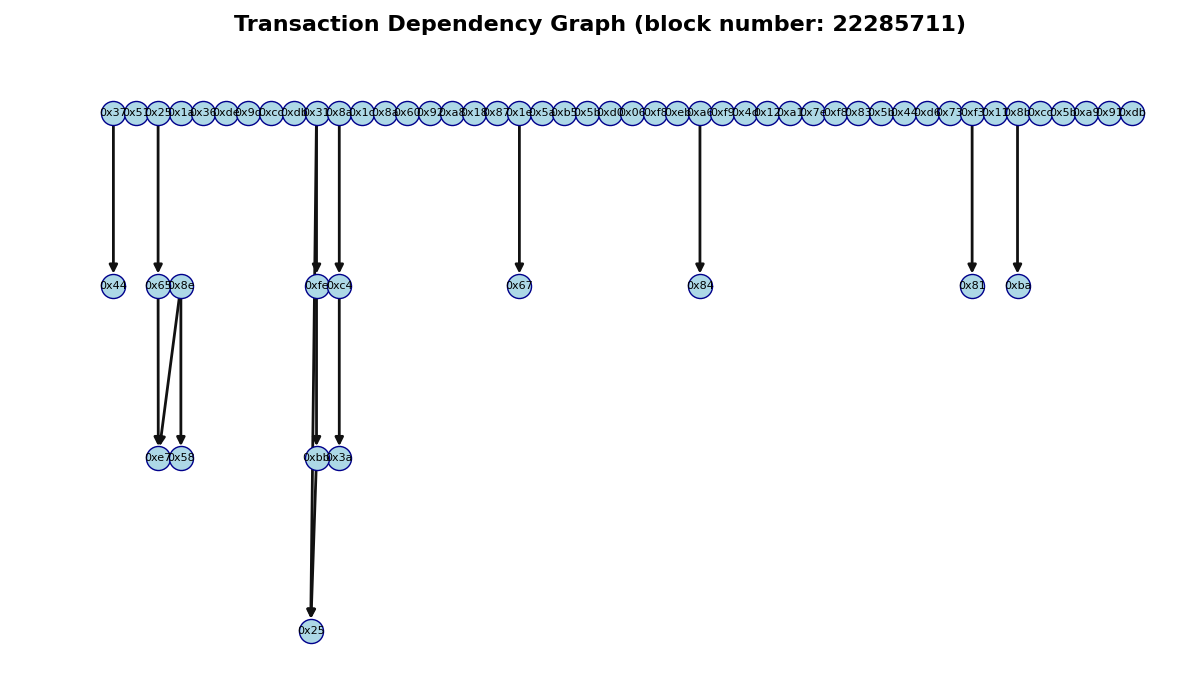 Transaction Dependency Graph (block number: 22285711)
0x37 0x51 0x25 0x1a 0x36 0xde 0x9c 0xcc 0xdb 0x31 0x8a 0x1c 0x8a 0x60 0x92 0xa8 0x18 0x87 0x1e 0x5a 0xb5 0x5b 0xd0 0x06 0xf8 0xeb 0xa6 0xf9 0x4d 0x12 0xa1 0x7e 0xf8 0x83 0x5b 0x44 0xd6 0x73 0xf3 0x11 0x8b 0xcc 0x5b 0xa9 0x91 0xdb
0x44 0x65 0x8e 0xfe 0xc4 0x67 0x84 0x81 0xba
0xe7 0x58 0xbb 0x3a
0x25